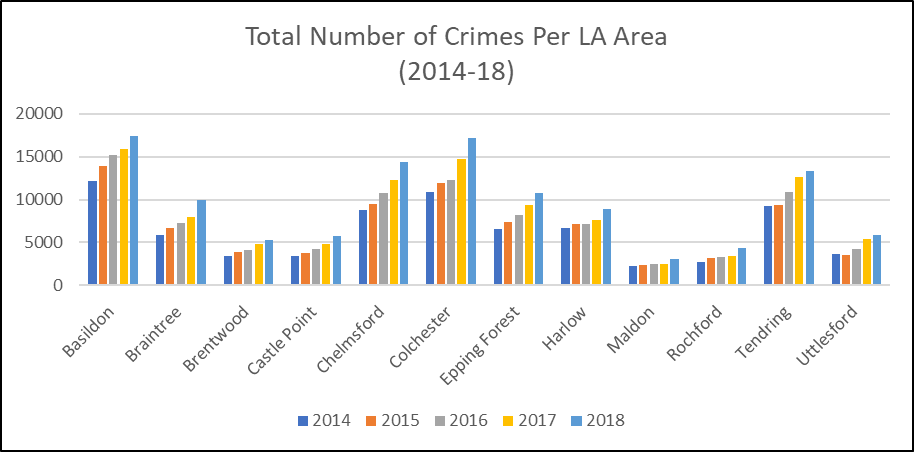 Total Number of Crimes Per LA Area
(2014-18)
20000
15000
10000
5000
0
Basildon
Braintree
Brentwood
Castle Point
Chelmsford
Colchester
Epping Forest
Harlow
Maldon
Rochford
Tendring
Uttlesford
2014 2015 2016 2017 2018